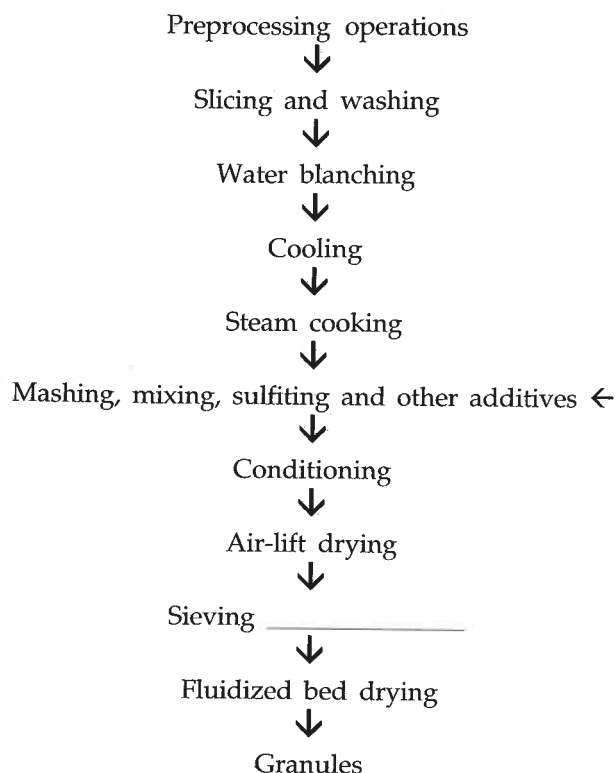 Preprocessing operations
↓
Slicing and washing
↓
Water blanching
↓
Cooling
↓
Steam cooking
↓
Mashing, mixing, sulfiting and other additives ←
↓
Conditioning
↓
Air-lift drying
↓
Sieving ________________
↓
Fluidized bed drying
↓
Granules